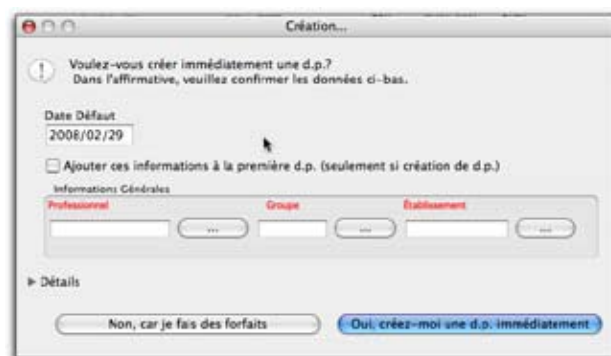 Création...
Voulez-vous créer immédiatement une d.p.?
Dans l'affirmative, veuillez confirmer les données ci-bas.
Date Défaut
2008/02/29
Ajouter ces informations à la première d.p. (seulement si création de d.p.)
Informations Générales
Professionnel Groupe Établissement
... ... ...
Détails
Non, car je fais des forfaits Oui, créez-moi une d.p. immédiatement